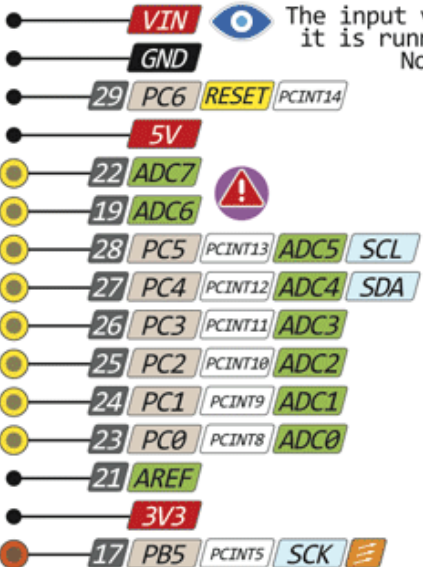 VIN The input v
GND it is runn
No
29 PC6 RESET PCINT14
5V
22 ADC7
19 ADC6
28 PC5 PCINT13 ADC5 SCL
27 PC4 PCINT12 ADC4 SDA
26 PC3 PCINT11 ADC3
25 PC2 PCINT10 ADC2
24 PC1 PCINT9 ADC1
23 PC0 PCINT8 ADC0
21 AREF
3V3
17 PB5 PCINT5 SCK